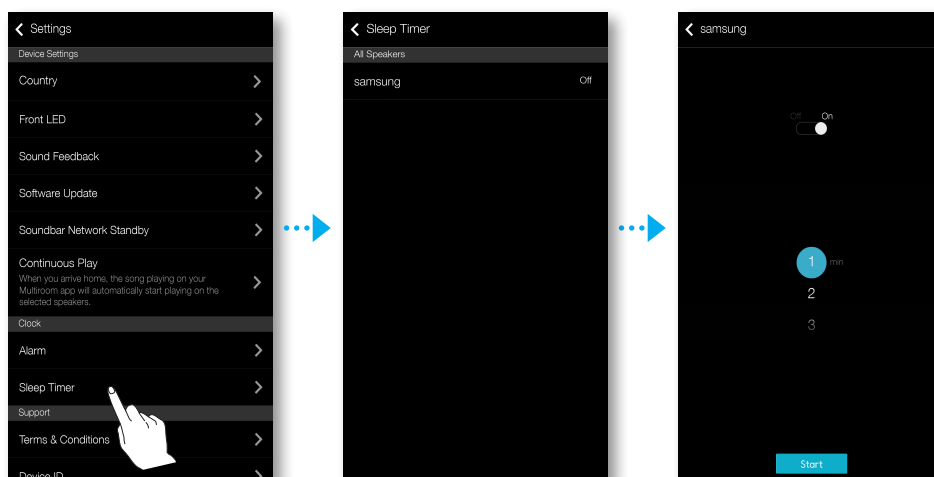 Settings
Device Settings
Country
Front LED
Sound Feedback
Software Update
Soundbar Network Standby
Continuous Play
When you arrive home, the song playing on your
Multiroom app will automatically start playing on the
selected speakers.
Clock
Alarm
Sleep Timer
Support
Terms & Conditions
Device ID
Sleep Timer
All Speakers
samsung Off
samsung
Off On
1 min
2
3
Start